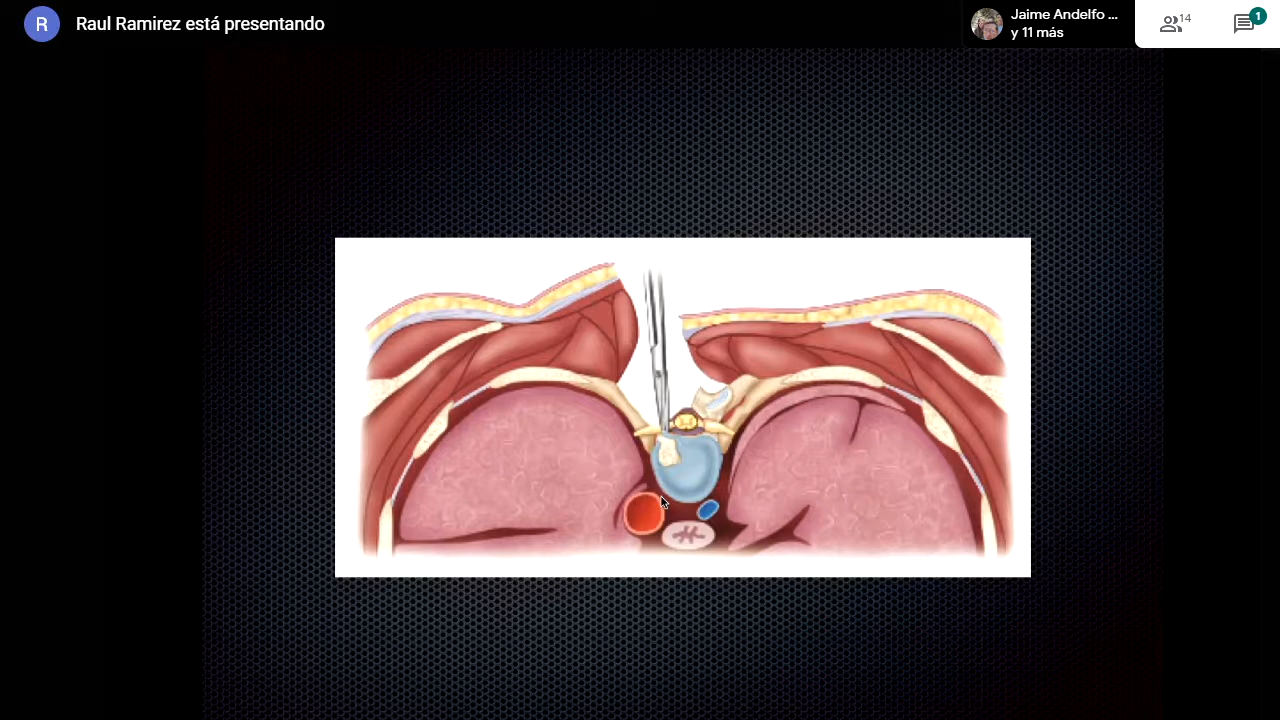 R
Raul Ramirez está presentando
Jaime Andelfo ...
y 11 más
14
1